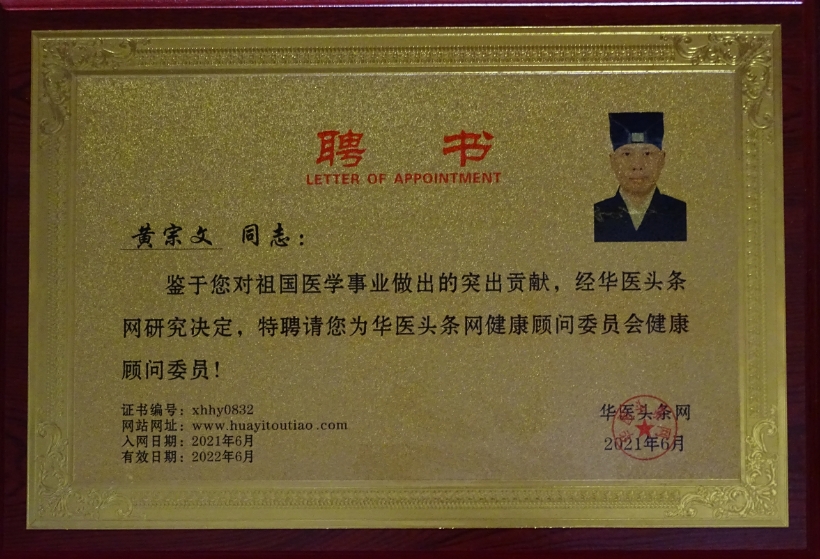 聘书
LETTER OF APPOINTMENT
黄宗文 同志：
鉴于您对祖国医学事业做出的突出贡献，经华医头条
网研究决定，特聘请您为华医头条网健康顾问委员会健康
顾问委员！
证书编号：xhhy0832
网站网址：www.huayitoutiao.com
入网日期：2021年6月
有效日期：2022年6月
华医头条网
2021年6月